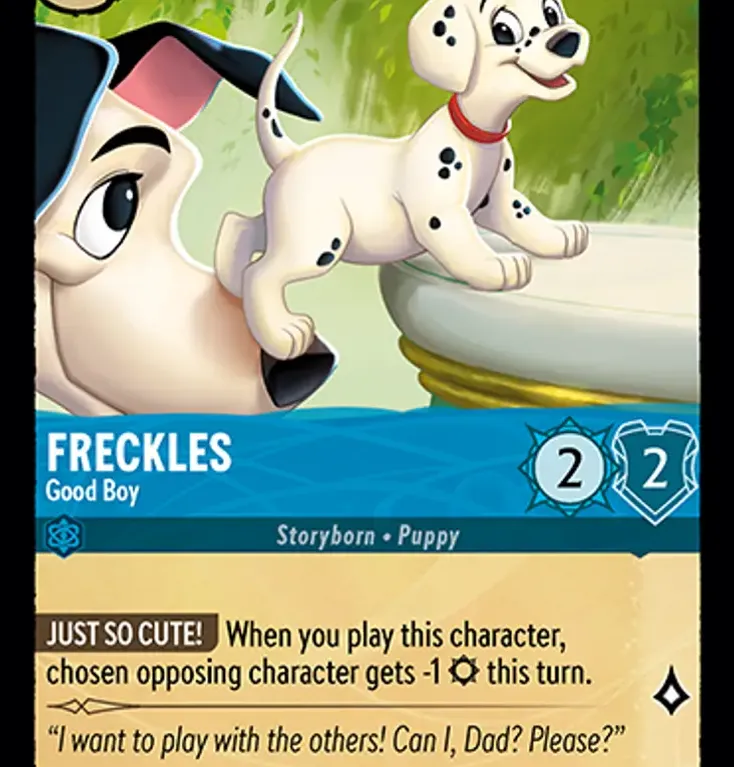 FRECKLES
Good Boy
2 2
Storyborn • Puppy
JUST SO CUTE! When you play this character,
chosen opposing character gets -1 this turn.
“I want to play with the others! Can I, Dad? Please?”